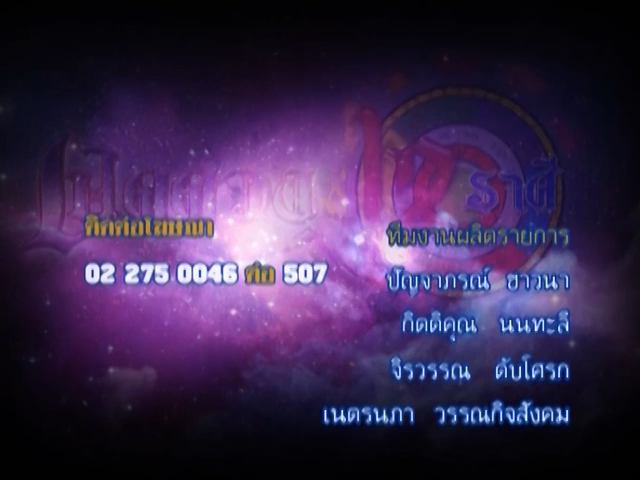 ราศี
ติดต่อโฆษณา
02 275 0046 ต่อ 507
ทีมงานผลิตรายการ
ปัญจาภรณ์ ฮาวนา
กิตติคุณ นนทะลี
จิรวรรณ ดับโศรก
เนตรนภา วรรณกิจสังคม